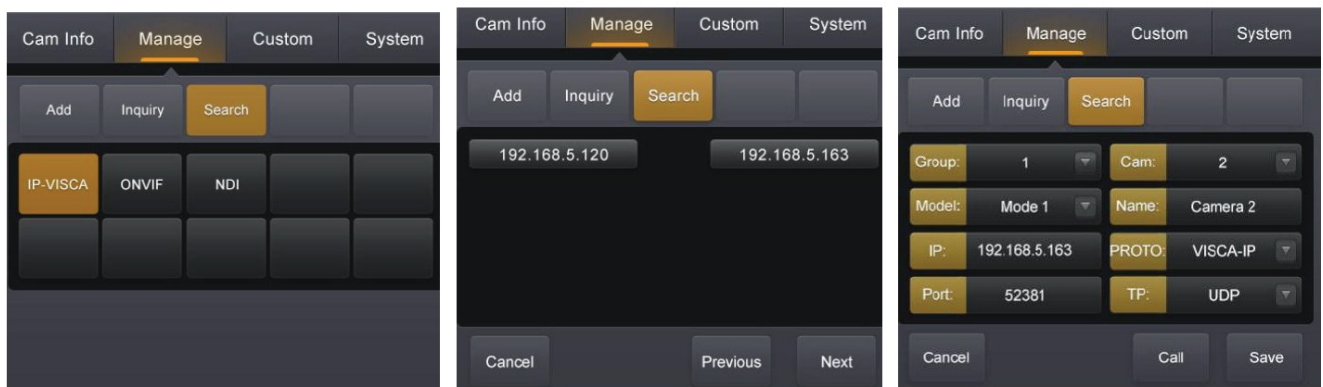 Cam Info Manage Custom System
Add Inquiry Search
IP-VISCA ONVIF NDI
Cam Info Manage Custom System
Add Inquiry Search
192.168.5.120 192.168.5.163
Cancel Previous Next
Cam Info Manage Custom System
Add Inquiry Search
Group: 1 Cam: 2
Model: Mode 1 Name: Camera 2
IP: 192.168.5.163 PROTO: VISCA-IP
Port: 52381 TP: UDP
Cancel Call Save